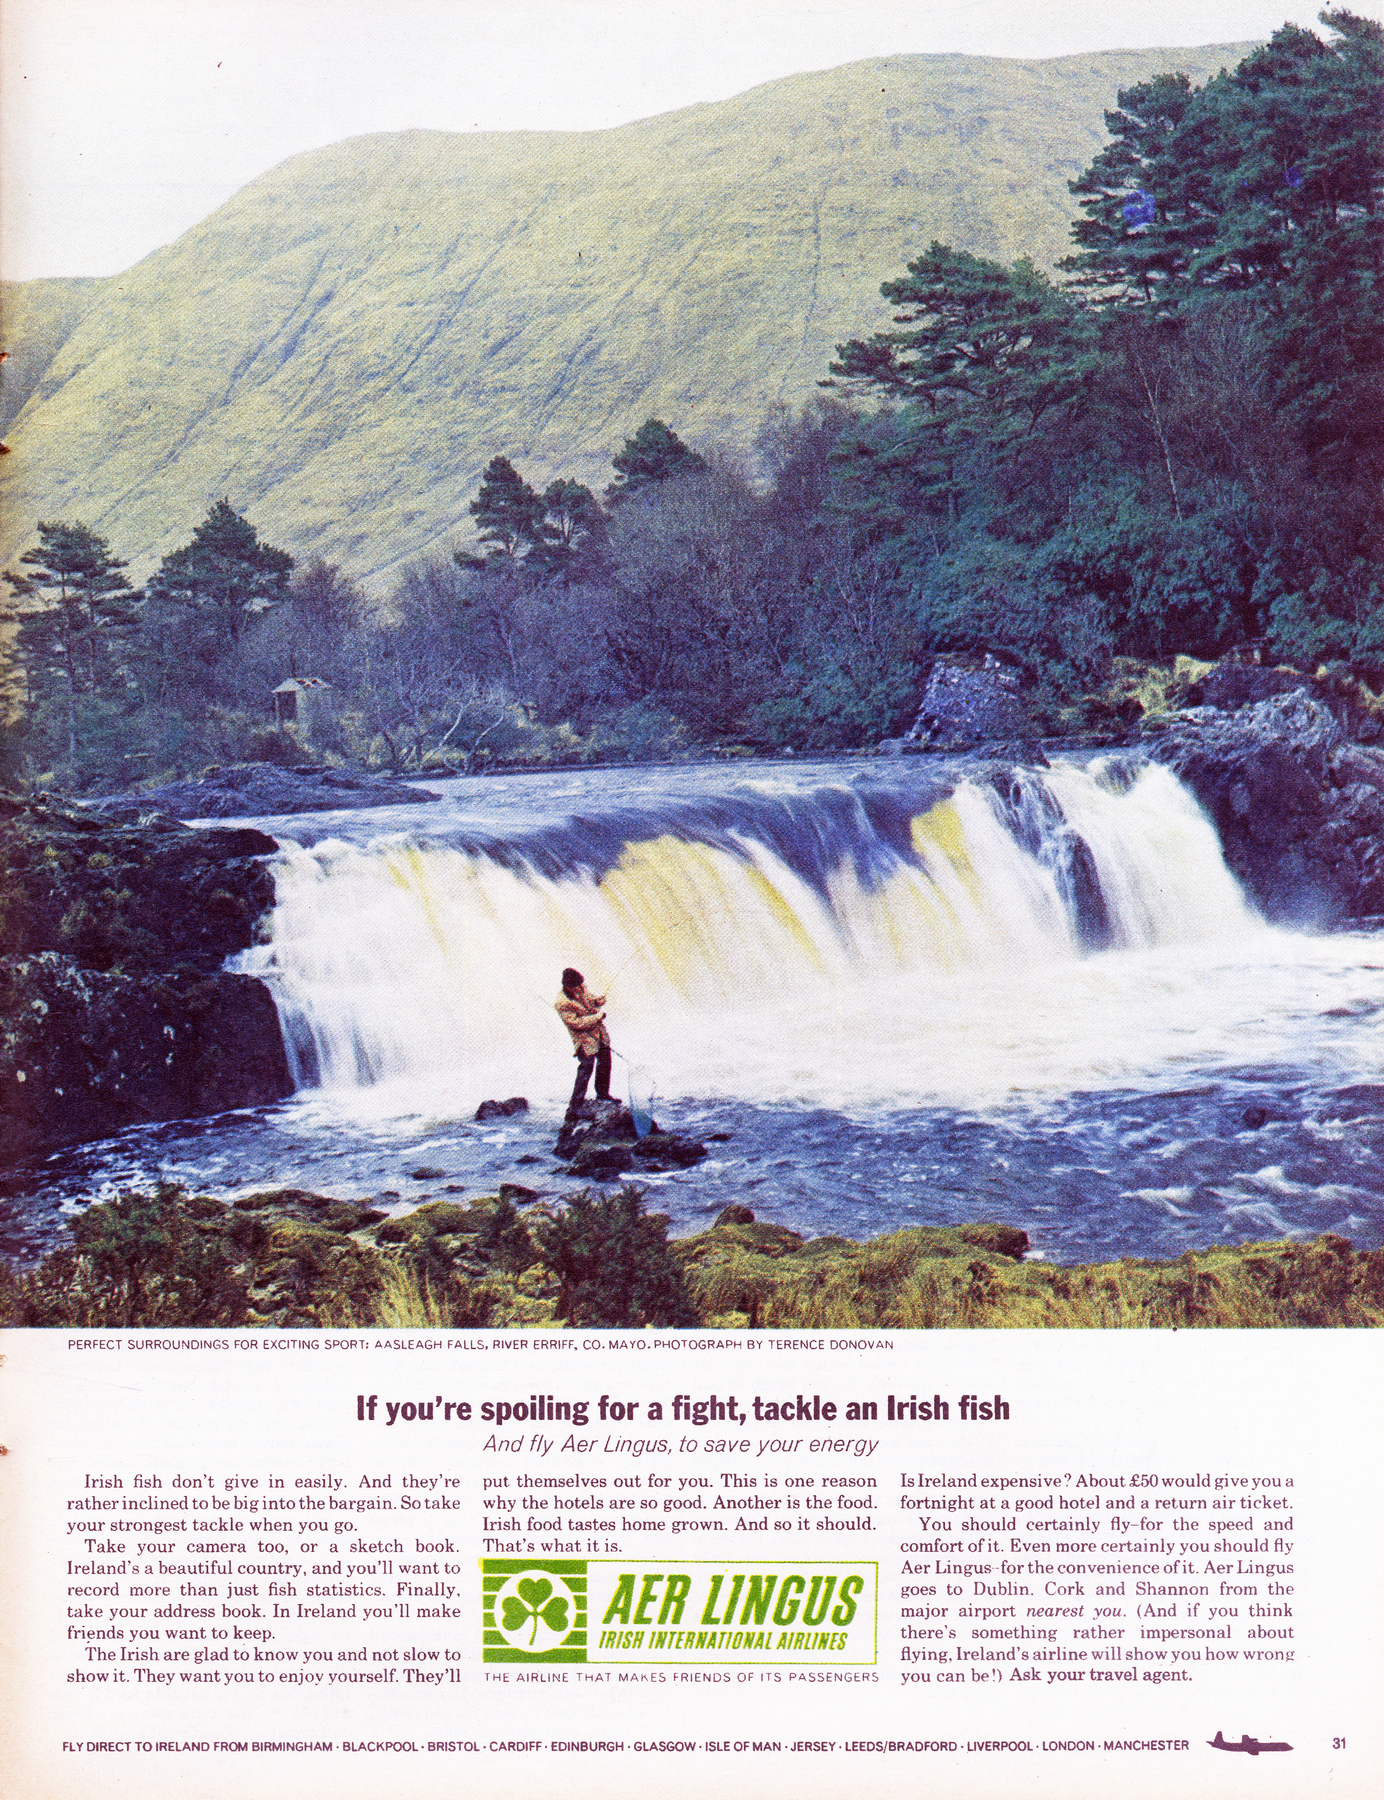 PERFECT SURROUNDINGS FOR EXCITING SPORT: AASLEAGH FALLS, RIVER ERRIFF, CO. MAYO. PHOTOGRAPH BY TERENCE DONOVAN
If you're spoiling for a fight, tackle an Irish fish
And fly Aer Lingus, to save your energy
Irish fish don't give in easily. And they're
rather inclined to be big into the bargain. So take
your strongest tackle when you go.
Take your camera too, or a sketch book.
Ireland's a beautiful country, and you'll want to
record more than just fish statistics. Finally,
take your address book. In Ireland you'll make
friends you want to keep.
The Irish are glad to know you and not slow to
show it. They want you to enjoy yourself. They'll
put themselves out for you. This is one reason
why the hotels are so good. Another is the food.
Irish food tastes home grown. And so it should.
That's what it is.
AER LINGUS
IRISH INTERNATIONAL AIRLINES
THE AIRLINE THAT MAKES FRIENDS OF ITS PASSENGERS
Is Ireland expensive? About £50 would give you a
fortnight at a good hotel and a return air ticket.
You should certainly fly–for the speed and
comfort of it. Even more certainly you should fly
Aer Lingus–for the convenience of it. Aer Lingus
goes to Dublin. Cork and Shannon from the
major airport nearest you. (And if you think
there's something rather impersonal about
flying, Ireland's airline will show you how wrong
you can be!) Ask your travel agent.
FLY DIRECT TO IRELAND FROM BIRMINGHAM · BLACKPOOL · BRISTOL · CARDIFF · EDINBURGH · GLASGOW · ISLE OF MAN · JERSEY · LEEDS/BRADFORD · LIVERPOOL · LONDON · MANCHESTER
31